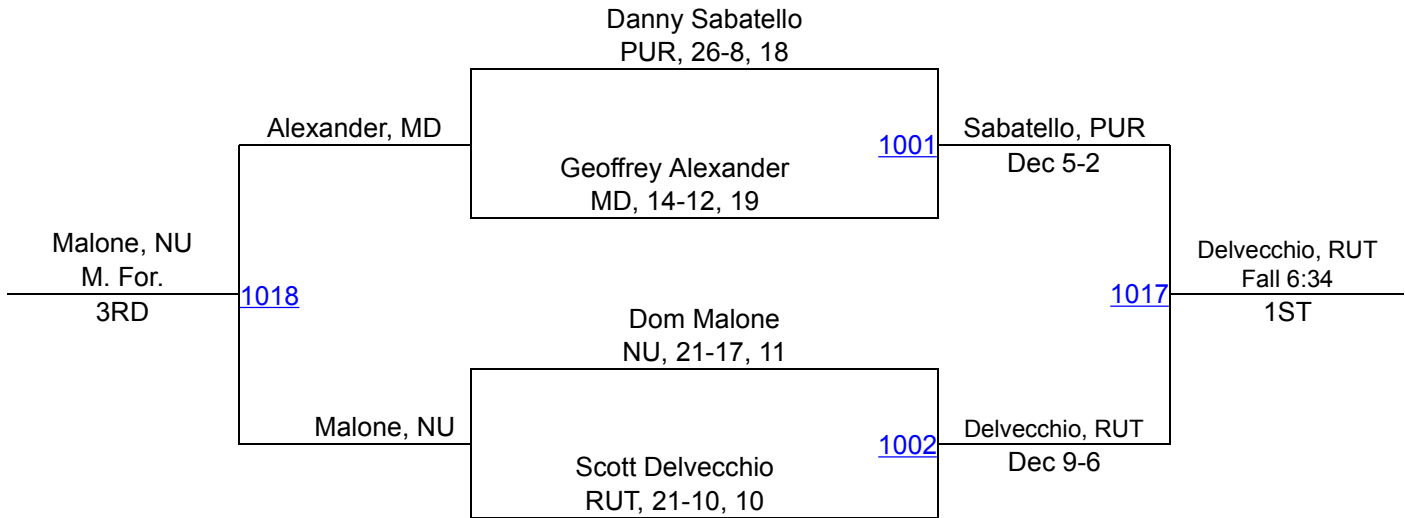 Danny Sabatello
PUR, 26-8, 18
Alexander, MD
1001
Sabatello, PUR
Dec 5-2
Geoffrey Alexander
MD, 14-12, 19
Malone, NU
M. For.
3RD
1018
1017
Delvecchio, RUT
Fall 6:34
1ST
Dom Malone
NU, 21-17, 11
Malone, NU
1002
Delvecchio, RUT
Dec 9-6
Scott Delvecchio
RUT, 21-10, 10